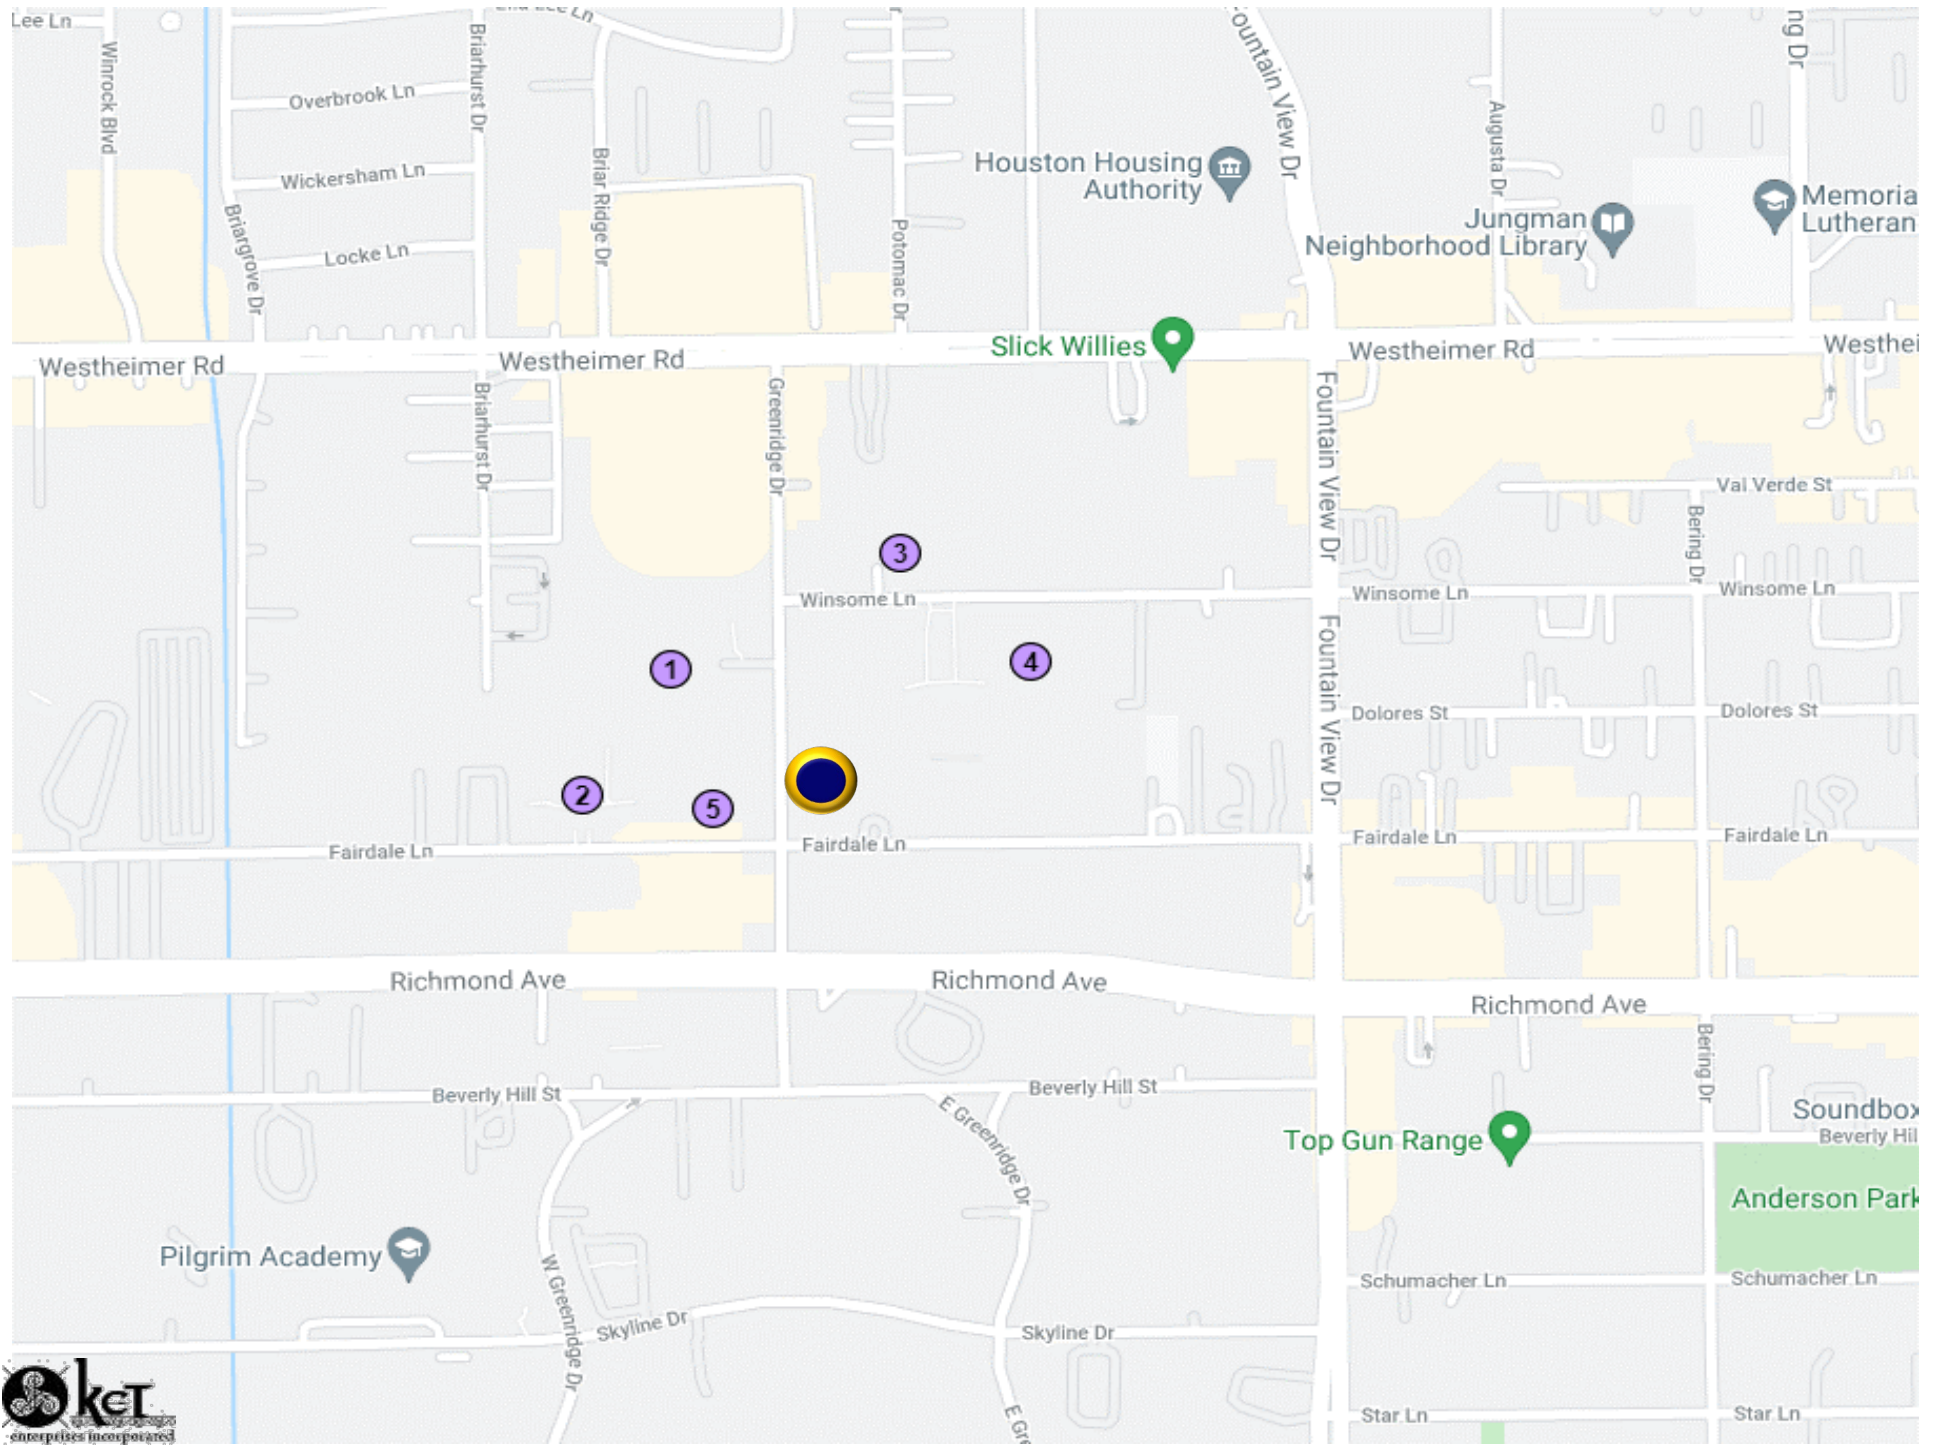 Lee Ln
Winrock Blvd
Overbrook Ln
Briarhurst Dr
Wickersham Ln
Briargrove Dr
Locke Ln
Briar Ridge Dr
Potomac Dr
Fountain View Dr
Houston Housing
Authority
Augusta Dr
Jungman
Neighborhood Library
ng Dr
Memoria
Lutheran
Westheimer Rd
Westheimer Rd
Slick Willies
Westheimer Rd
Westhei
Briarhurst Dr
Greenridge Dr
Fountain View Dr
Val Verde St
Bering Dr
3
Winsome Ln
Winsome Ln
Winsome Ln
1
4
Fountain View Dr
Dolores St
Dolores St
2
5
Fairdale Ln
Fairdale Ln
Fairdale Ln
Fairdale Ln
Richmond Ave
Richmond Ave
Richmond Ave
Bering Dr
Beverly Hill St
Beverly Hill St
E Greenridge Dr
Top Gun Range
Soundbox
Beverly Hil
Anderson Park
Pilgrim Academy
W Greenridge Dr
Schumacher Ln
Schumacher Ln
Skyline Dr
Skyline Dr
E Gre
Star Ln
Star Ln
kct
enterprises incorporated